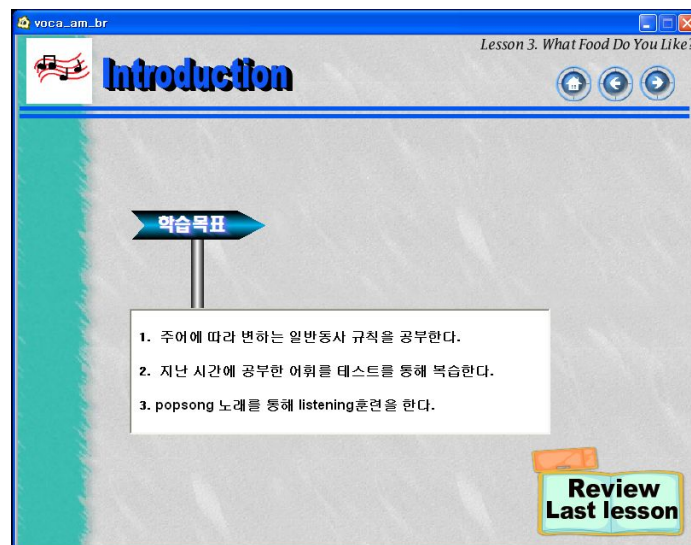 voca_am_br
Lesson 3. What Food Do You Like?
Introduction
학습목표
1. 주어에 따라 변하는 일반동사 규칙을 공부한다.
2. 지난 시간에 공부한 어휘를 테스트를 통해 복습한다.
3. popsong 노래를 통해 listening훈련을 한다.
Review
Last lesson